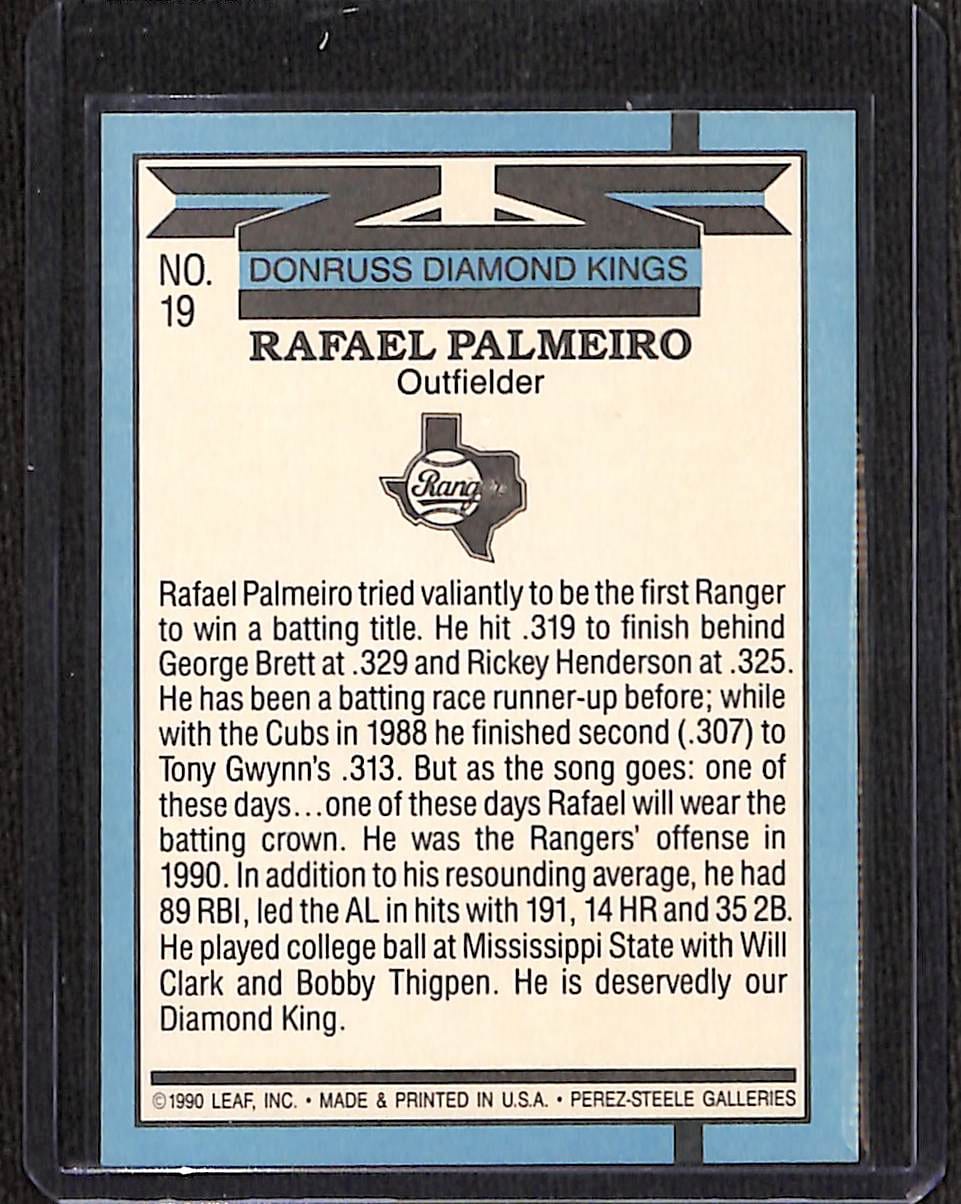 NO.
19
DONRUSS DIAMOND KINGS
RAFAEL PALMEIRO
Outfielder
Rafael Palmeiro tried valiantly to be the first Ranger
to win a batting title. He hit .319 to finish behind
George Brett at .329 and Rickey Henderson at .325.
He has been a batting race runner-up before; while
with the Cubs in 1988 he finished second (.307) to
Tony Gwynn's .313. But as the song goes: one of
these days...one of these days Rafael will wear the
batting crown. He was the Rangers' offense in
1990. In addition to his resounding average, he had
89 RBI, led the AL in hits with 191, 14 HR and 35 2B.
He played college ball at Mississippi State with Will
Clark and Bobby Thigpen. He is deservedly our
Diamond King.
©1990 LEAF, INC. • MADE & PRINTED IN U.S.A. • PEREZ-STEELE GALLERIES